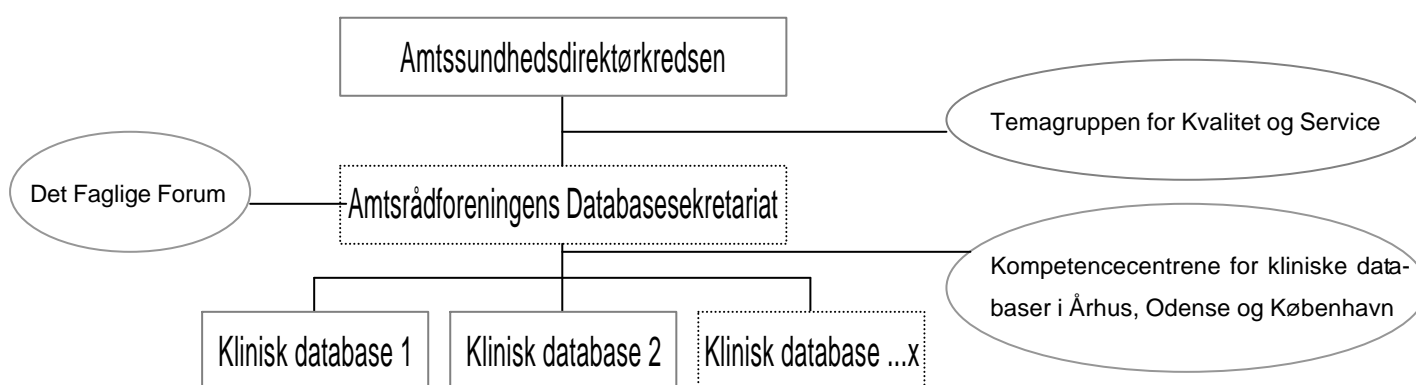 Amtssundhedsdirektørkredsen
Temagruppen for Kvalitet og Service
Det Faglige Forum
Amtsrådforeningens Databasesekretariat
Kompetencecentrene for kliniske data-
baser i Århus, Odense og København
Klinisk database 1
Klinisk database 2
Klinisk database ...x